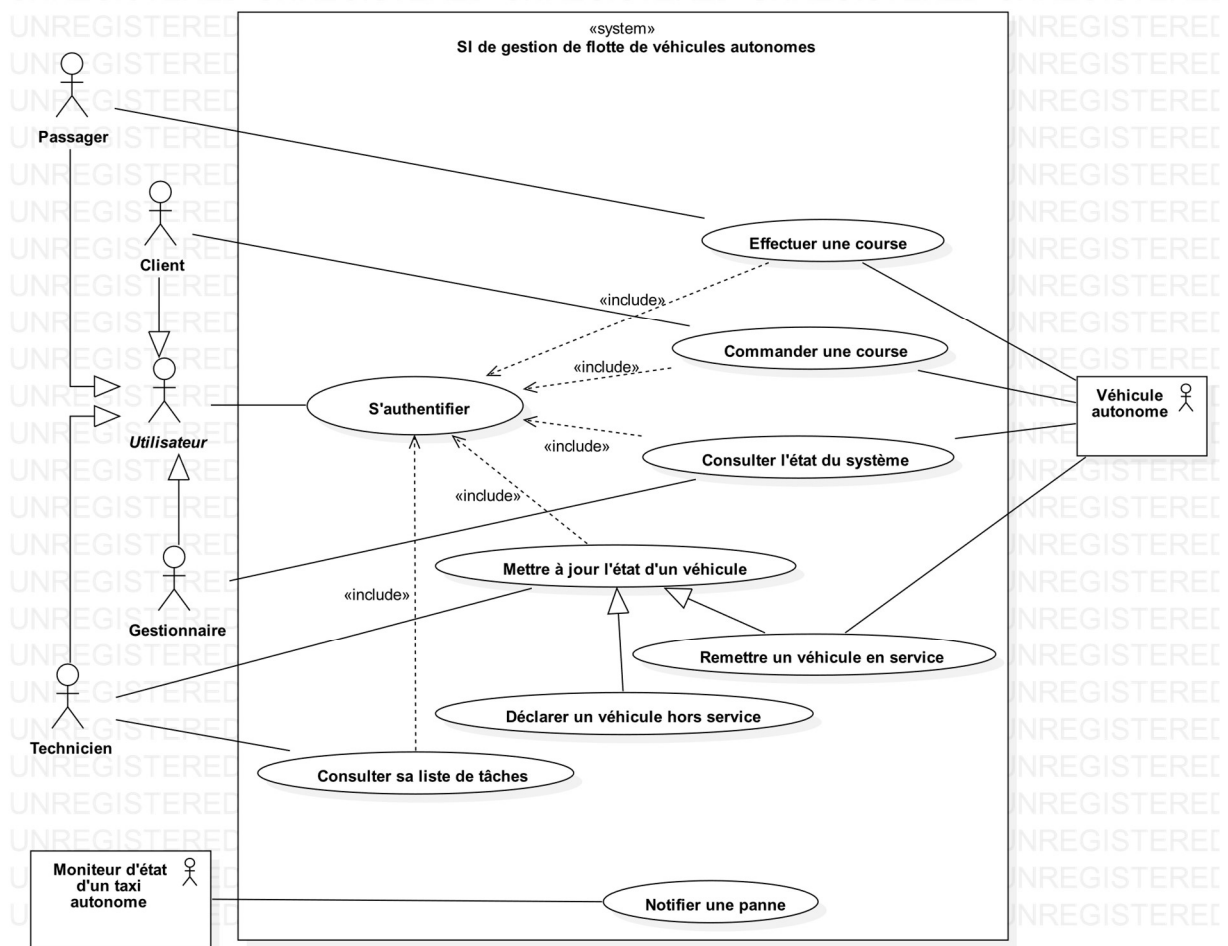 «system»
SI de gestion de flotte de véhicules autonomes
Passager
Client
Effectuer une course
«include»
Commander une course
«include»
Véhicule
autonome
S'authentifier
Utilisateur
«include»
Consulter l'état du système
«include»
Mettre à jour l'état d'un véhicule
«include»
Gestionnaire
Remettre un véhicule en service
Déclarer un véhicule hors service
Technicien
Consulter sa liste de tâches
Moniteur d'état
d'un taxi
autonome
Notifier une panne
UNREGISTERED